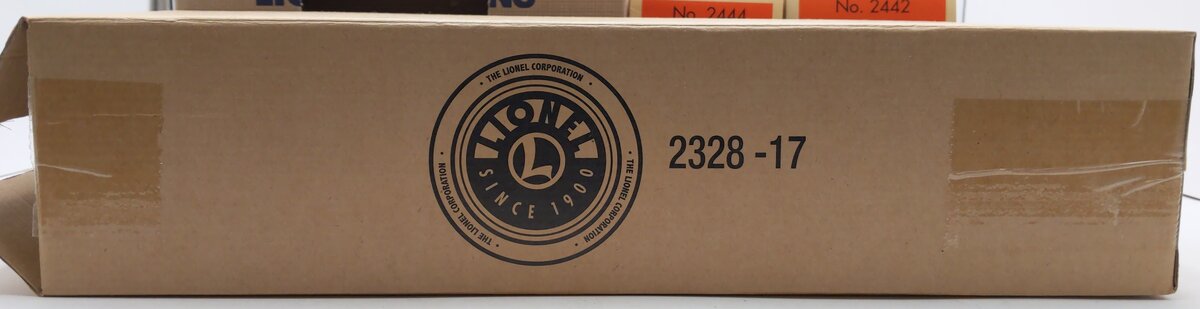 No. 2444
No. 2442
THE LIONEL CORPORATION
LIONEL
L
SINCE 1900
THE LIONEL CORPORATION
THE LIONEL CORPORATION
2328 -17